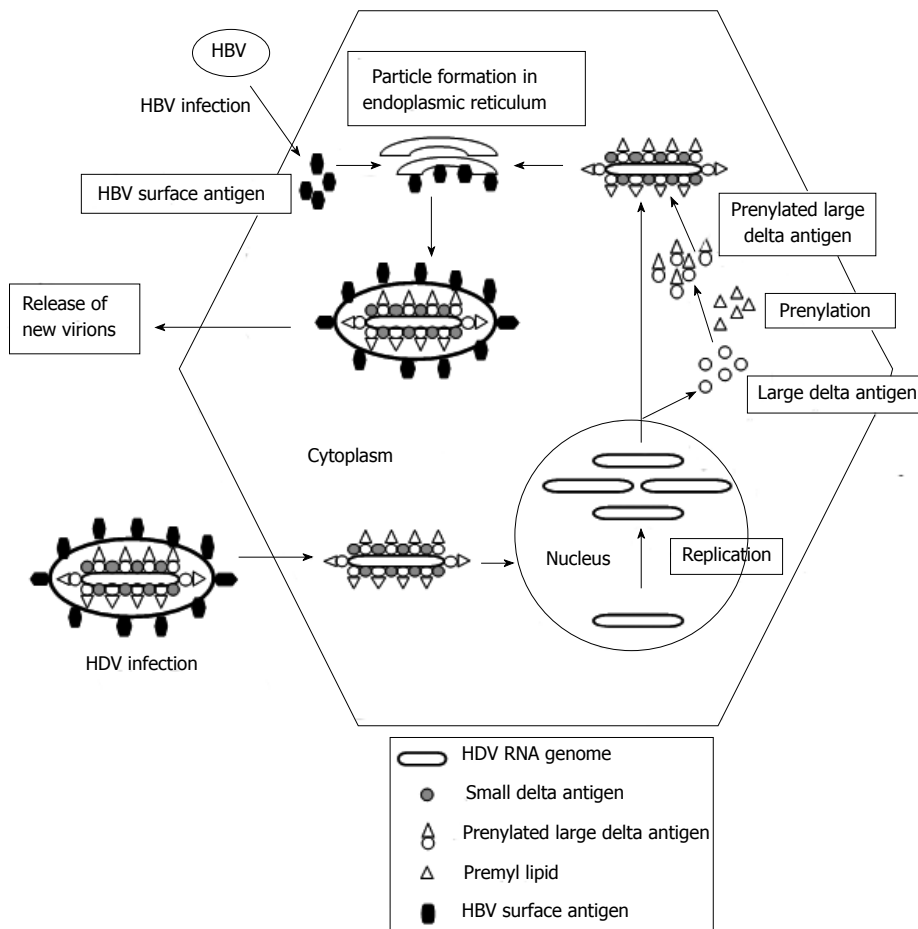 HBV
HBV infection
HBV surface antigen
Particle formation in
endoplasmic reticulum
Prenylated large
delta antigen
Prenylation
Large delta antigen
Release of
new virions
Cytoplasm
Nucleus
Replication
HDV infection
HDV RNA genome
Small delta antigen
Prenylated large delta antigen
Premyl lipid
HBV surface antigen